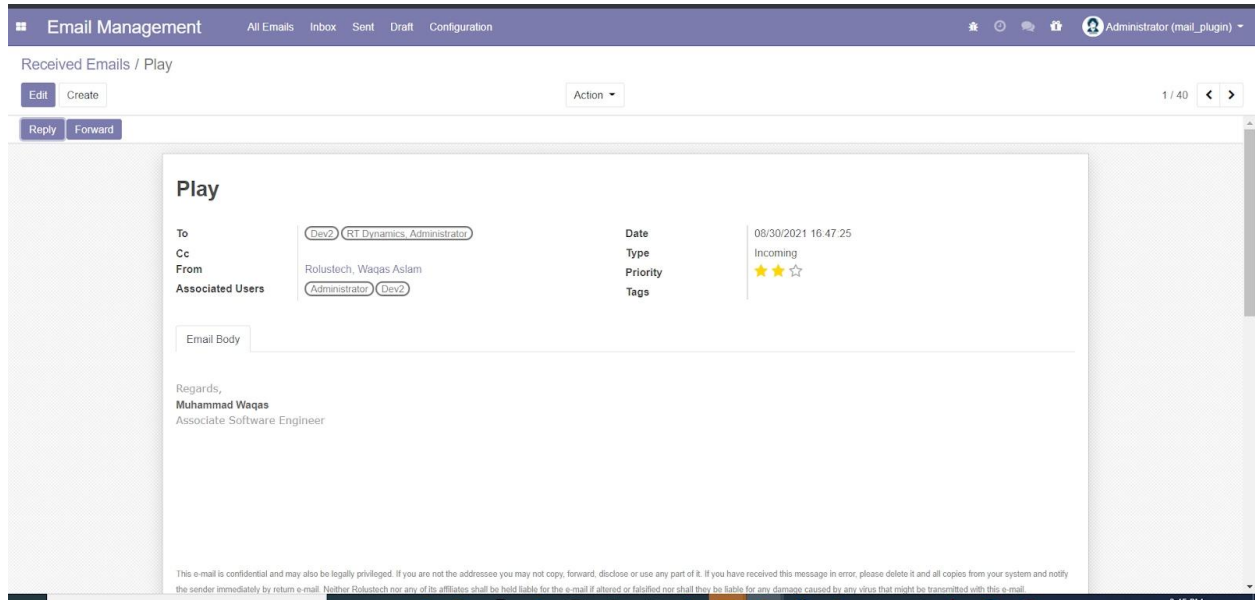 Email Management All Emails Inbox Sent Draft Configuration Administrator (mail_plugin)
Received Emails / Play
Edit Create Action 1 / 40
Reply Forward
Play
To Dev2 RT Dynamics, Administrator Date 08/30/2021 16:47:25
Cc Type Incoming
From Rolustech, Waqas Aslam Priority
Associated Users Administrator Dev2 Tags
Email Body
Regards,
Muhammad Waqas
Associate Software Engineer
This e-mail is confidential and may also be legally privileged. If you are not the addressee you may not copy, forward, disclose or use any part of it. If you have received this message in error, please delete it and all copies from your system and notify
the sender immediately by return e-mail. Neither Rolustech nor any of its affiliates shall be held liable for the e-mail if altered or falsified nor shall they be liable for any damage caused by any virus that might be transmitted with this e-mail.